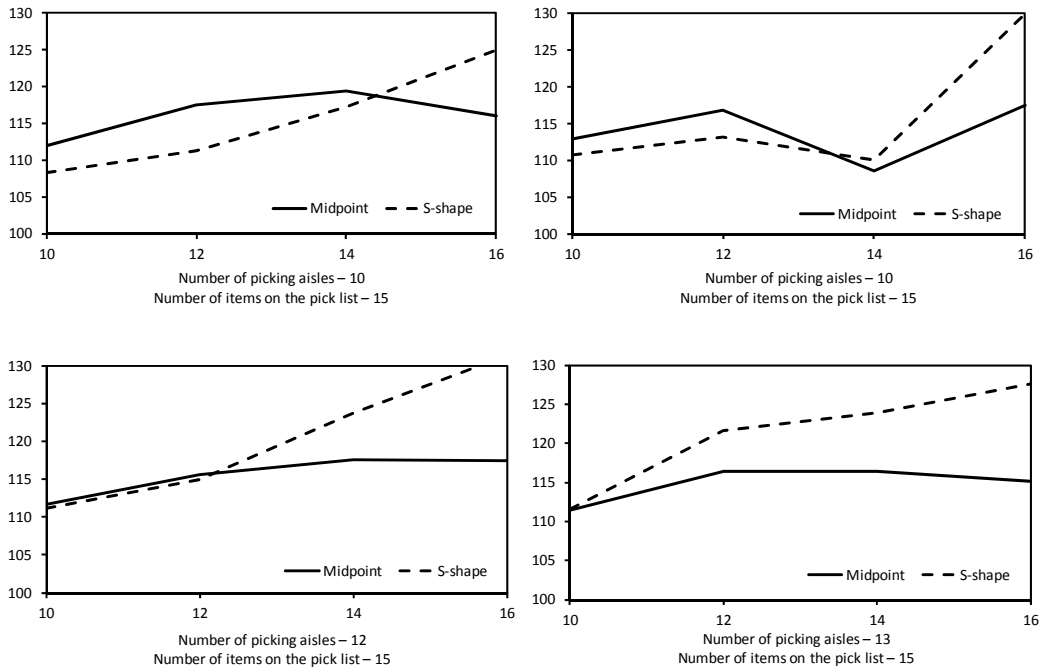 130
125
120
115
110
105
100
Midpoint S-shape
10 12 14 16
Number of picking aisles – 10
Number of items on the pick list – 15
130
125
120
115
110
105
100
Midpoint S-shape
10 12 14 16
Number of picking aisles – 10
Number of items on the pick list – 15
130
125
120
115
110
105
100
Midpoint S-shape
10 12 14 16
Number of picking aisles – 12
Number of items on the pick list – 15
130
125
120
115
110
105
100
Midpoint S-shape
10 12 14 16
Number of picking aisles – 13
Number of items on the pick list – 15